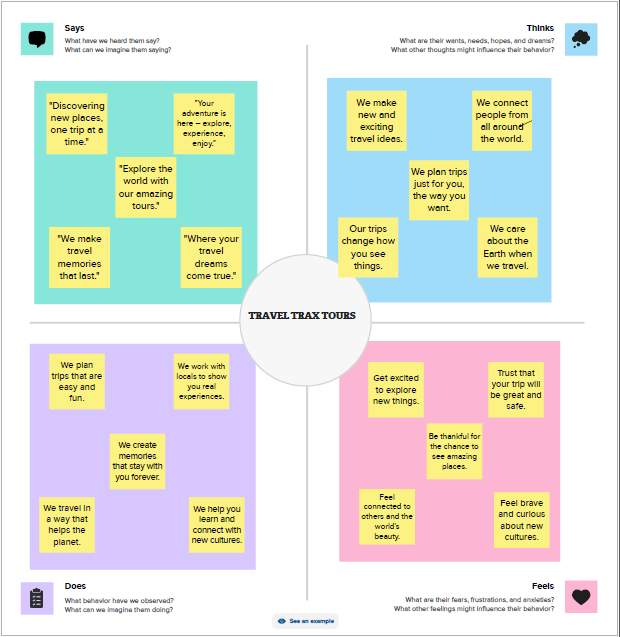 Says
What have we heard them say?
What can we imagine them saying?
Thinks
What are their wants, needs, hopes, and dreams?
What other thoughts might influence their behavior?
"Discovering
new places,
one trip at a
time."
"Your
adventure is
here – explore,
experience,
enjoy."
"Explore the
world with
our amazing
tours."
"We make
travel
memories
that last."
"Where your
travel
dreams
come true."
We make
new and
exciting
travel ideas.
We connect
people from
all around
the world.
We plan trips
just for you,
the way you
want.
Our trips
change how
you see
things.
We care
about the
Earth when
we travel.
TRAVEL TRAX TOURS
We plan
trips that are
easy and
fun.
We work with
locals to show
you real
experiences.
We create
memories
that stay with
you forever.
We travel in
a way that
helps the
planet.
We help you
learn and
connect with
new cultures.
Get excited
to explore
new things.
Trust that
your trip will
be great and
safe.
Be thankful for
the chance to
see amazing
places.
Feel
connected to
others and the
world's
beauty.
Feel brave
and curious
about new
cultures.
Does
What behavior have we observed?
What can we imagine them doing?
Feels
What are their fears, frustrations, and anxieties?
What other feelings might influence their behavior?
See an example